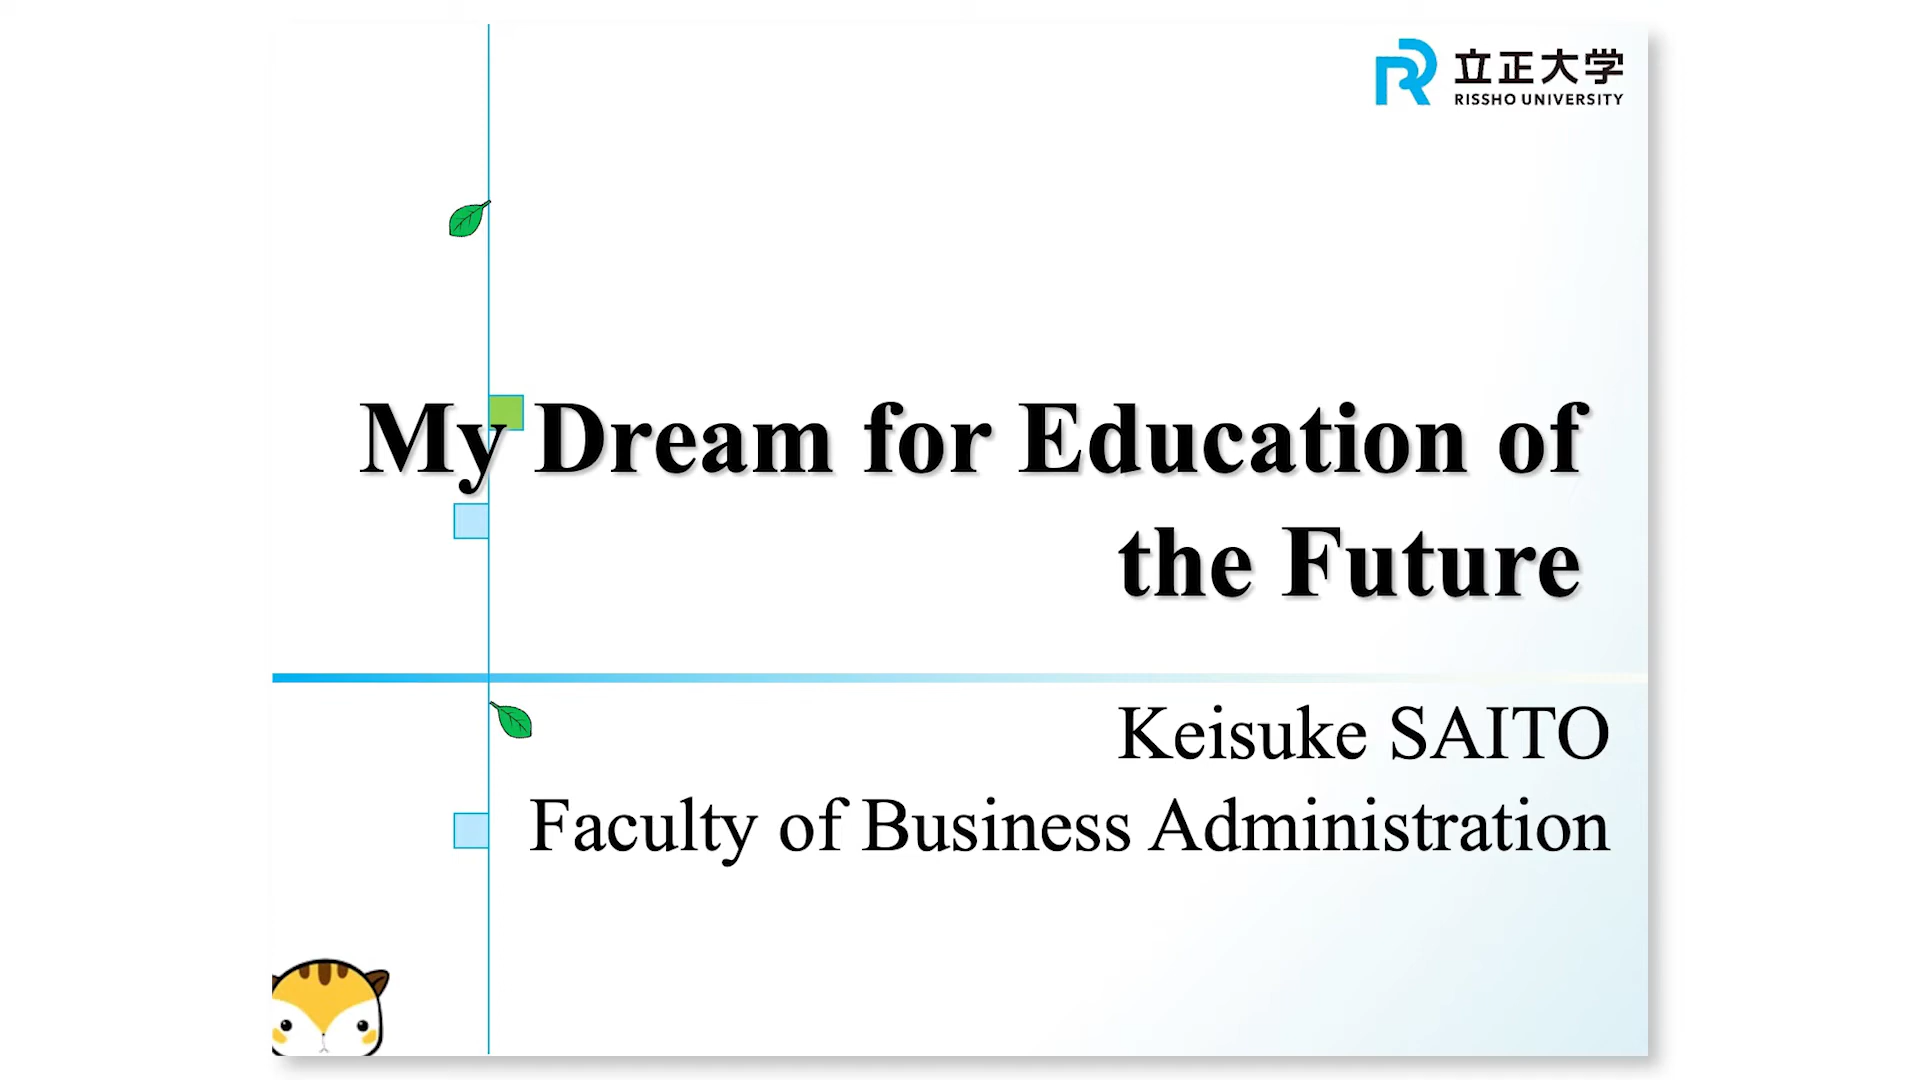 立正大学
RISSHO UNIVERSITY
My Dream for Education of
the Future
Keisuke SAITO
Faculty of Business Administration